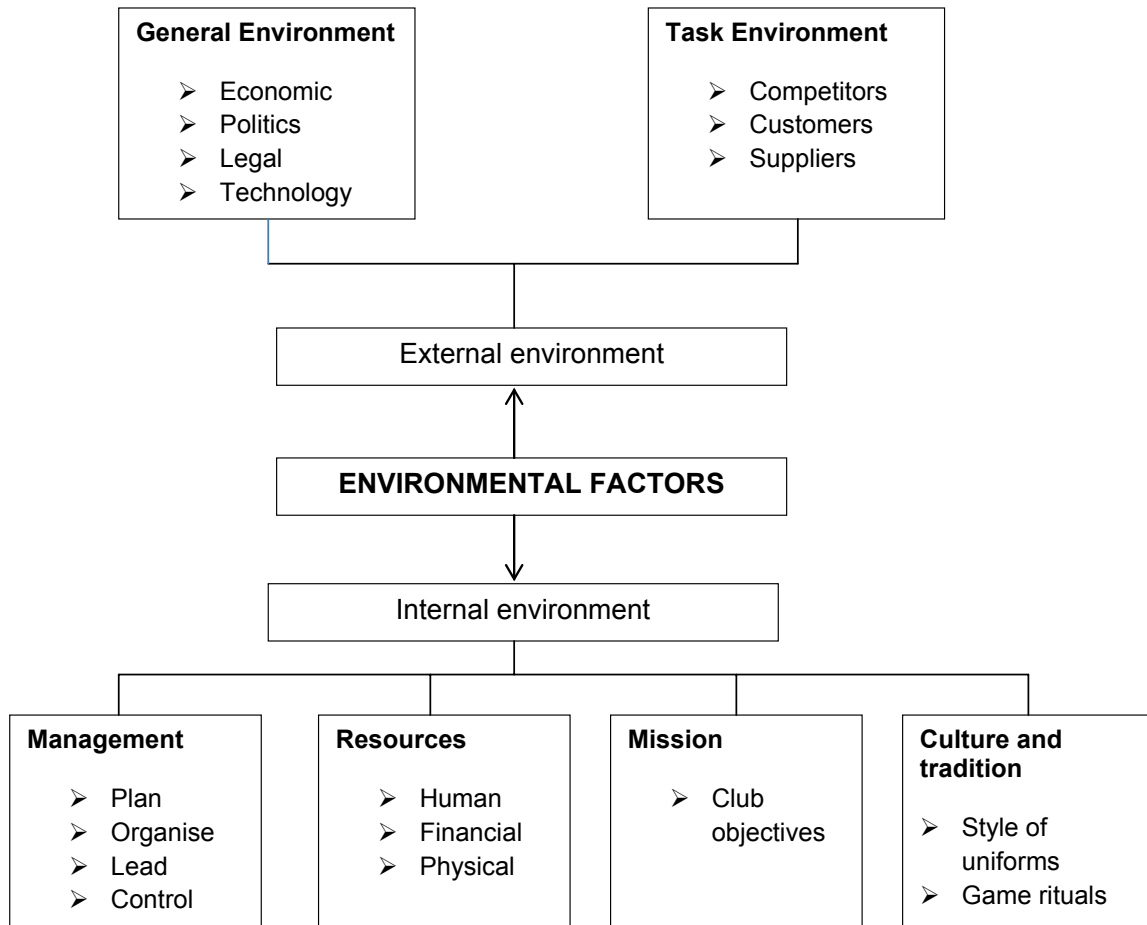 General Environment
➢ Economic
➢ Politics
➢ Legal
➢ Technology
Task Environment
➢ Competitors
➢ Customers
➢ Suppliers
External environment
ENVIRONMENTAL FACTORS
Internal environment
Management
➢ Plan
➢ Organise
➢ Lead
➢ Control
Resources
➢ Human
➢ Financial
➢ Physical
Mission
➢ Club
objectives
Culture and
tradition
➢ Style of
uniforms
➢ Game rituals